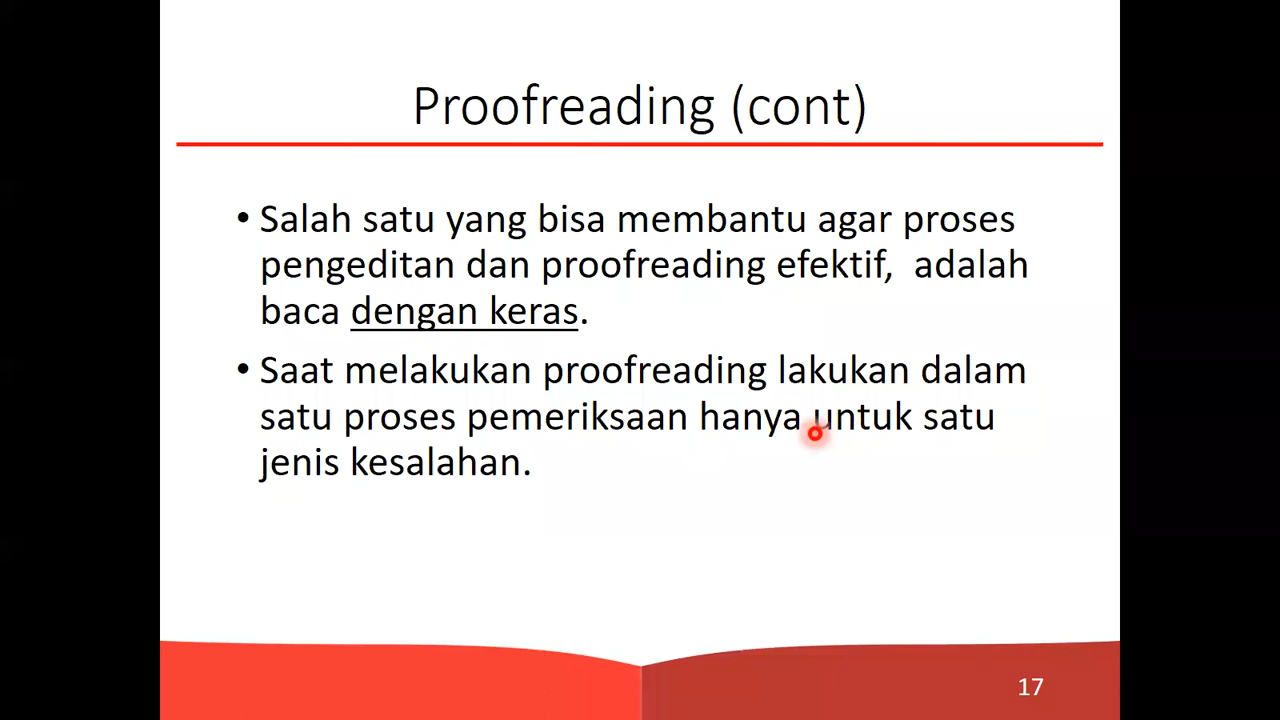 Proofreading (cont)
• Salah satu yang bisa membantu agar proses
pengeditan dan proofreading efektif,  adalah
baca dengan keras.
• Saat melakukan proofreading lakukan dalam
satu proses pemeriksaan hanya untuk satu
jenis kesalahan.
17